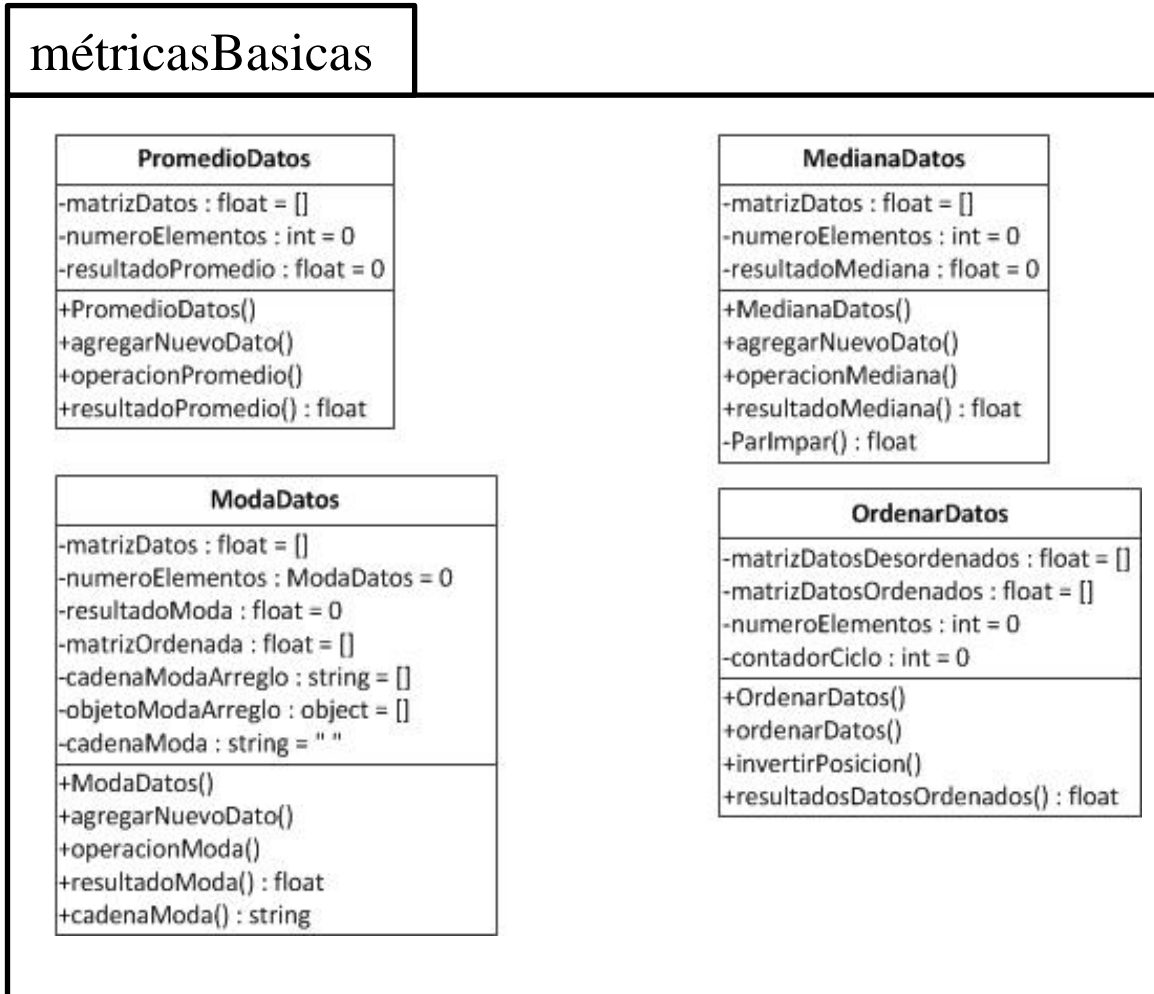 métricasBasicas
PromedioDatos
-matrizDatos : float = []
-numeroElementos : int = 0
-resultadoPromedio : float = 0
+PromedioDatos()
+agregarNuevoDato()
+operacionPromedio()
+resultadoPromedio() : float
MedianaDatos
-matrizDatos : float = []
-numeroElementos : int = 0
-resultadoMediana : float = 0
+MedianaDatos()
+agregarNuevoDato()
+operacionMediana()
+resultadoMediana() : float
-ParImpar() : float
ModaDatos
-matrizDatos : float = []
-numeroElementos : ModaDatos = 0
-resultadoModa : float = 0
-matrizOrdenada : float = []
-cadenaModaArreglo : string = []
-objetoModaArreglo : object = []
-cadenaModa : string = " "
+ModaDatos()
+agregarNuevoDato()
+operacionModa()
+resultadoModa() : float
+cadenaModa() : string
OrdenarDatos
-matrizDatosDesordenados : float = []
-matrizDatosOrdenados : float = []
-numeroElementos : int = 0
-contadorCiclo : int = 0
+OrdenarDatos()
+ordenarDatos()
+invertirPosicion()
+resultadosDatosOrdenados() : float